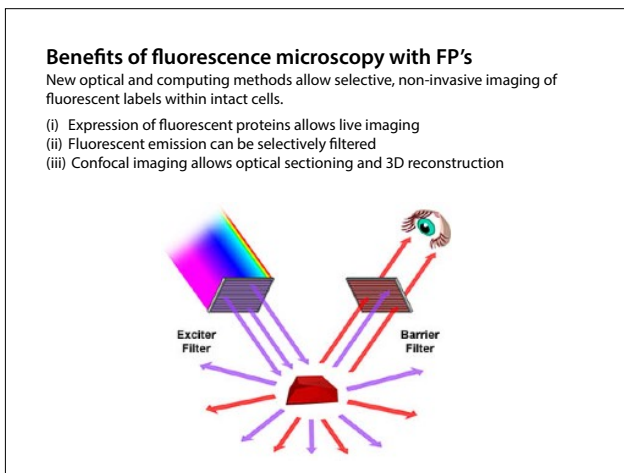 Benefits of fluorescence microscopy with FP’s
New optical and computing methods allow selective, non-invasive imaging of
fluorescent labels within intact cells.
(i) Expression of fluorescent proteins allows live imaging
(ii) Fluorescent emission can be selectively filtered
(iii) Confocal imaging allows optical sectioning and 3D reconstruction
Exciter
Filter
Barrier
Filter